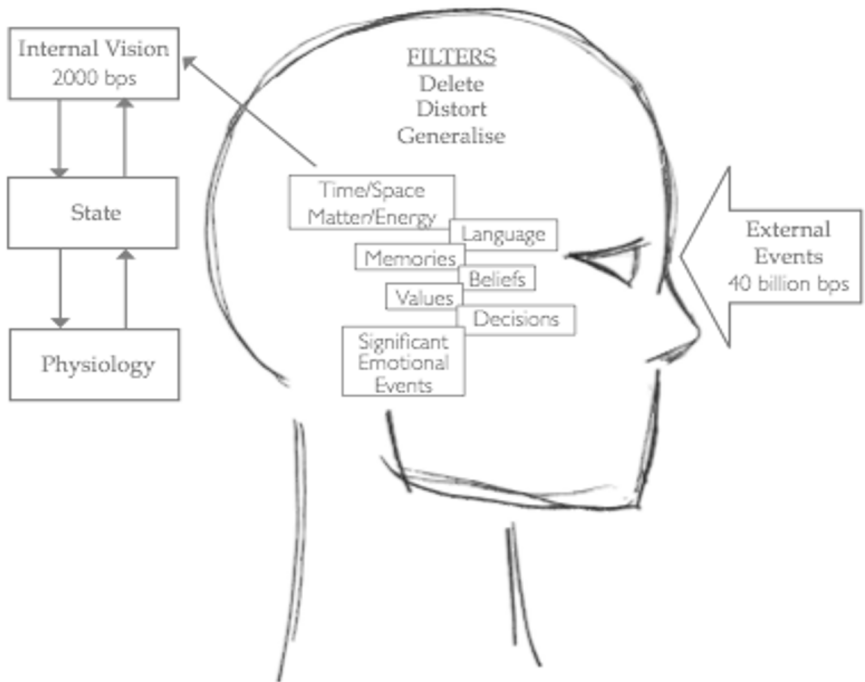 Internal Vision
2000 bps
State
Physiology
FILTERS
Delete
Distort
Generalise
Time/Space
Matter/Energy
Language
Memories
Beliefs
Values
Decisions
Significant
Emotional
Events
External
Events
40 billion bps